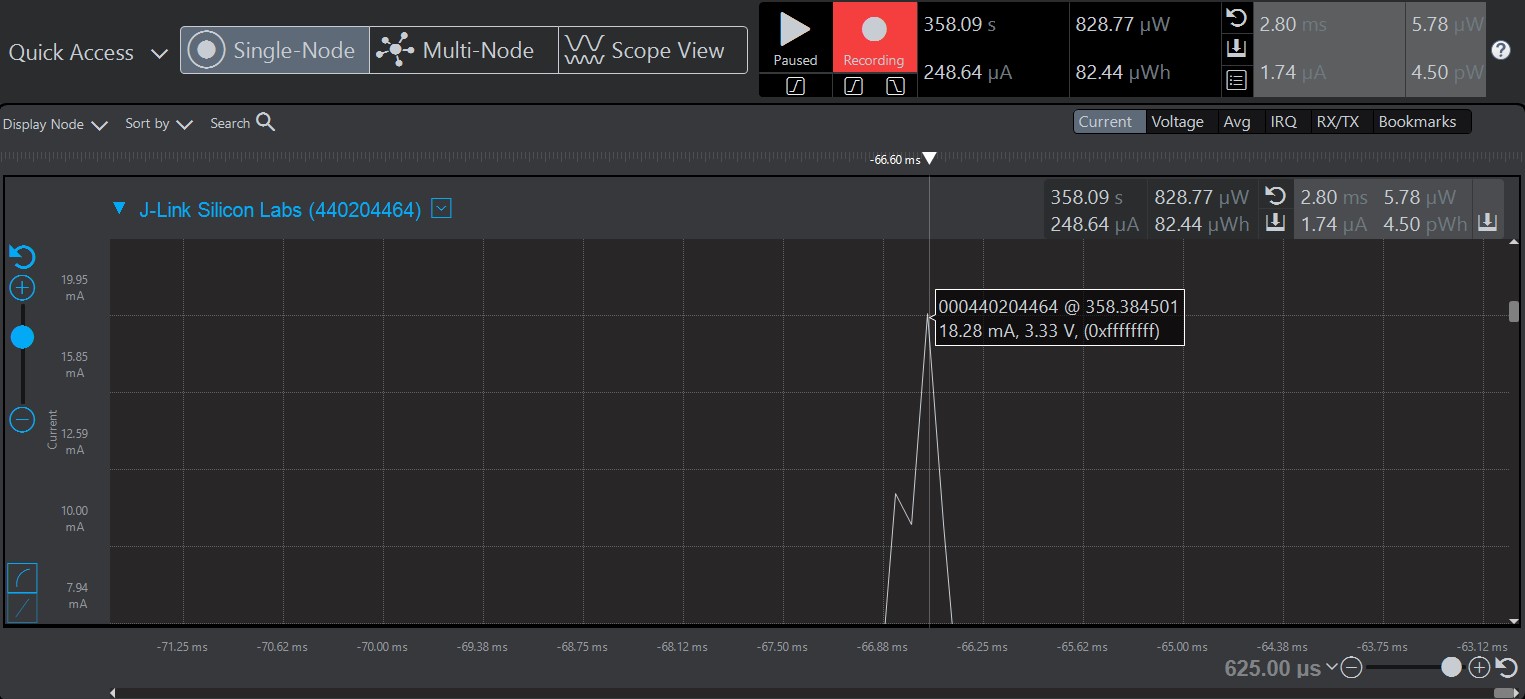 Quick Access
Single-Node
Multi-Node
Scope View
Paused
Recording
358.09 s
828.77 µW
248.64 µA
82.44 µWh
2.80 ms
5.78 µW
1.74 µA
4.50 pW
?
Display Node
Sort by
Search
Current
Voltage
Avg
IRQ
RX/TX
Bookmarks
-66.60 ms
J-Link Silicon Labs (440204464)
358.09 s
828.77 µW
2.80 ms
5.78 µW
248.64 µA
82.44 µWh
1.74 µA
4.50 pWh
19.95
mA
15.85
mA
12.59
mA
10.00
mA
7.94
mA
Current
000440204464 @ 358.384501
18.28 mA, 3.33 V, (0xffffffff)
-71.25 ms
-70.62 ms
-70.00 ms
-69.38 ms
-68.75 ms
-68.12 ms
-67.50 ms
-66.88 ms
-66.25 ms
-65.62 ms
-65.00 ms
-64.38 ms
-63.75 ms
-63.12 ms
625.00 µs